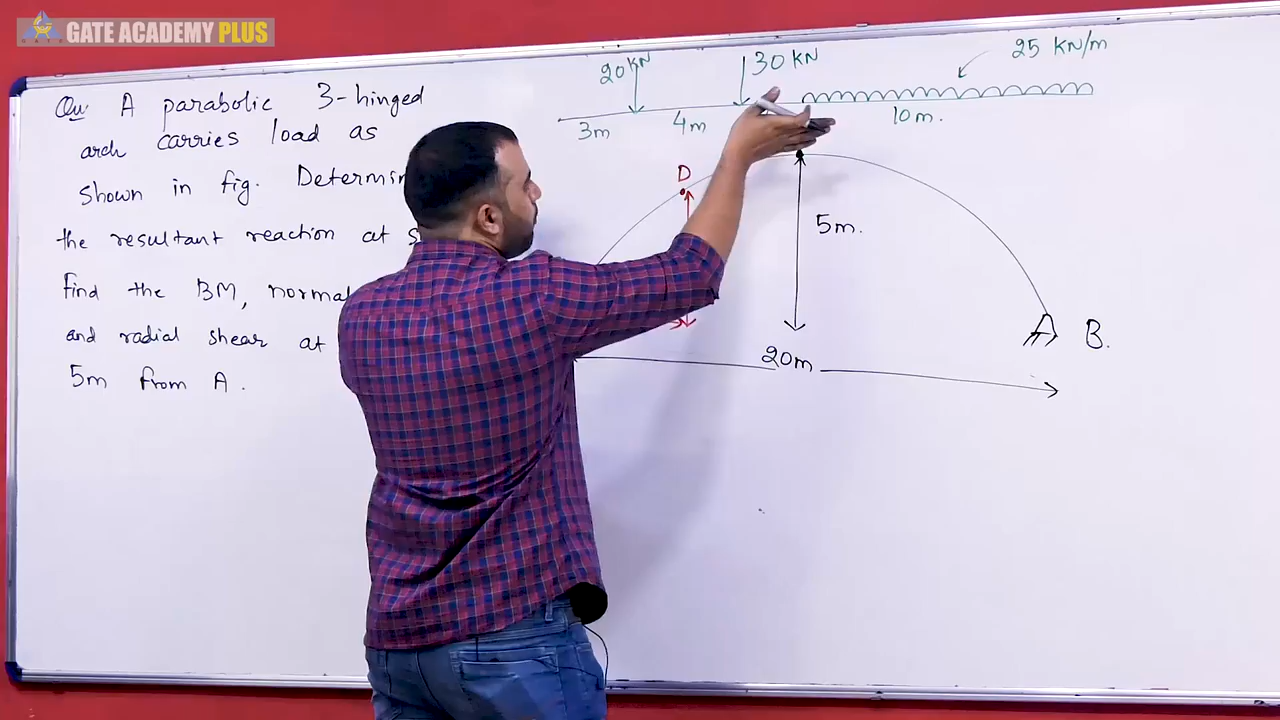 GATE ACADEMY PLUS
Qu A parabolic 3-hinged
arch carries load as
shown in fig. Determin
the resultant reaction at s
find the BM, normal
and radial shear at
5m from A.
20 KN
30 KN
25 KN/m
3m
4m
10m.
D
5m.
B.
20m